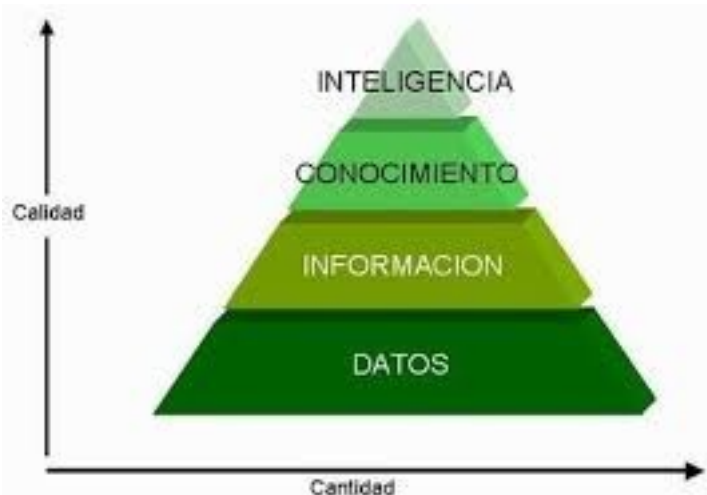 INTELIGENCIA
CONOCIMIENTO
Calidad
INFORMACION
DATOS
Cantidad